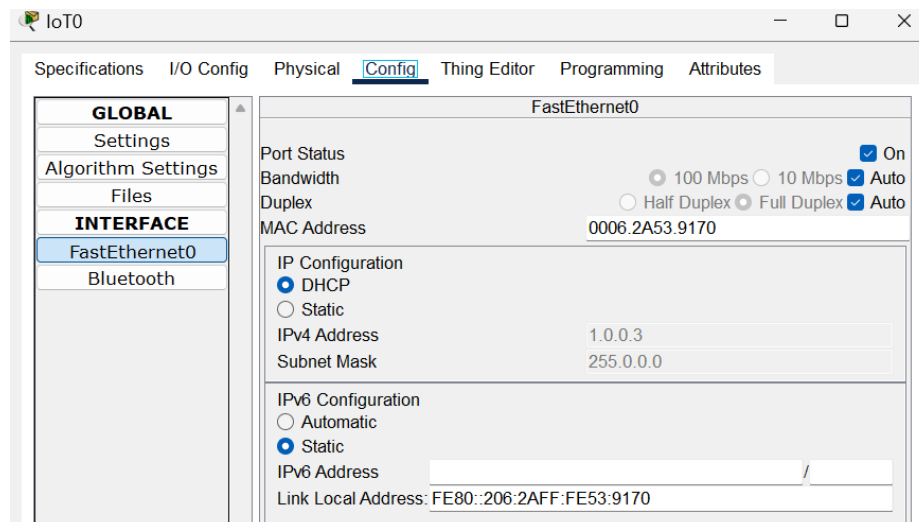 IoT0
Specifications I/O Config Physical Config Thing Editor Programming Attributes
GLOBAL
Settings
Algorithm Settings
Files
INTERFACE
FastEthernet0
Bluetooth
FastEthernet0
Port Status On
Bandwidth 100 Mbps 10 Mbps Auto
Duplex Half Duplex Full Duplex Auto
MAC Address 0006.2A53.9170
IP Configuration
DHCP
Static
IPv4 Address 1.0.0.3
Subnet Mask 255.0.0.0
IPv6 Configuration
Automatic
Static
IPv6 Address /
Link Local Address: FE80::206:2AFF:FE53:9170